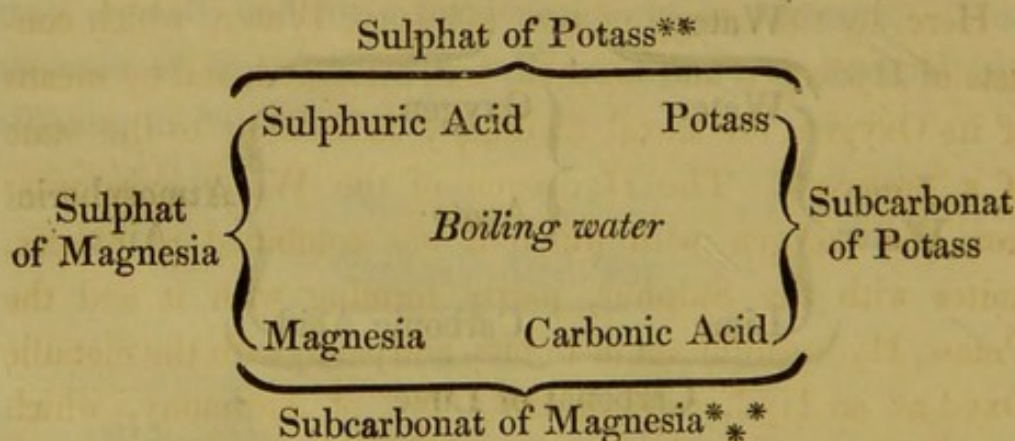 Sulphat of Potass**
Sulphuric Acid Potass
Sulphat
of Magnesia
Boiling water
Subcarbonat
of Potass
Magnesia Carbonic Acid
Subcarbonat of Magnesia***